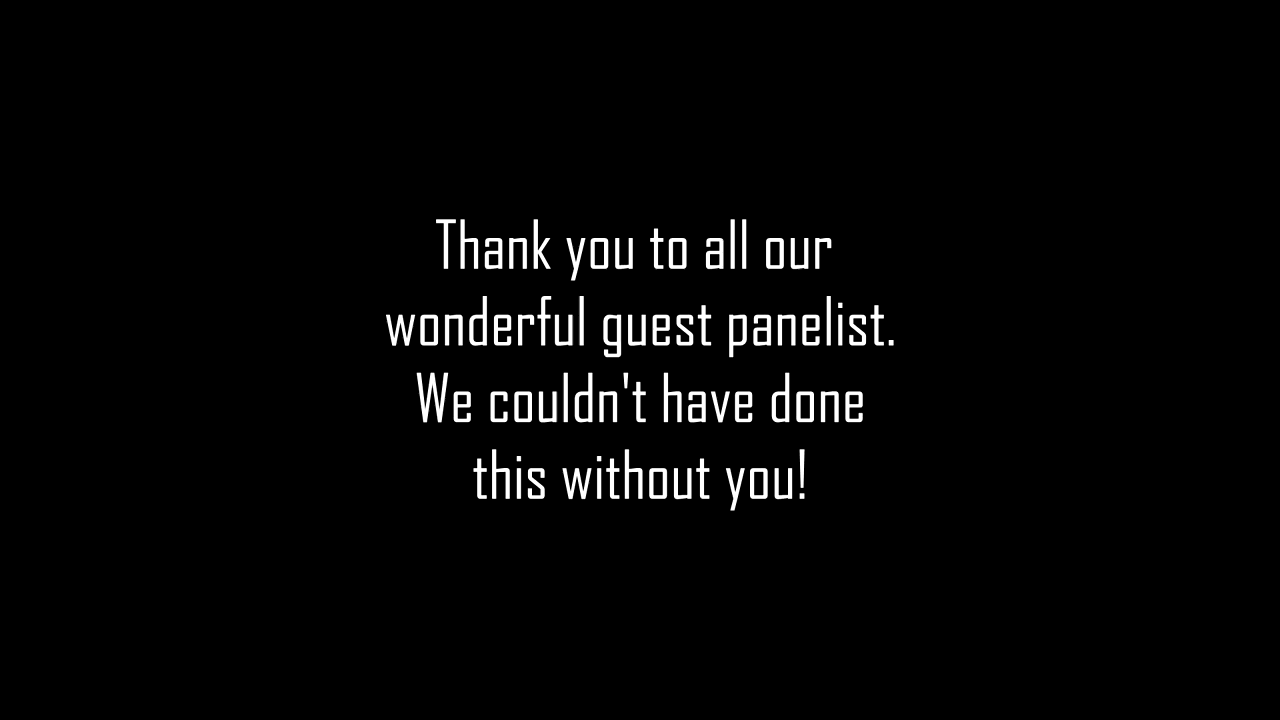 Thank you to all our
wonderful guest panelist.
We couldn't have done
this without you!